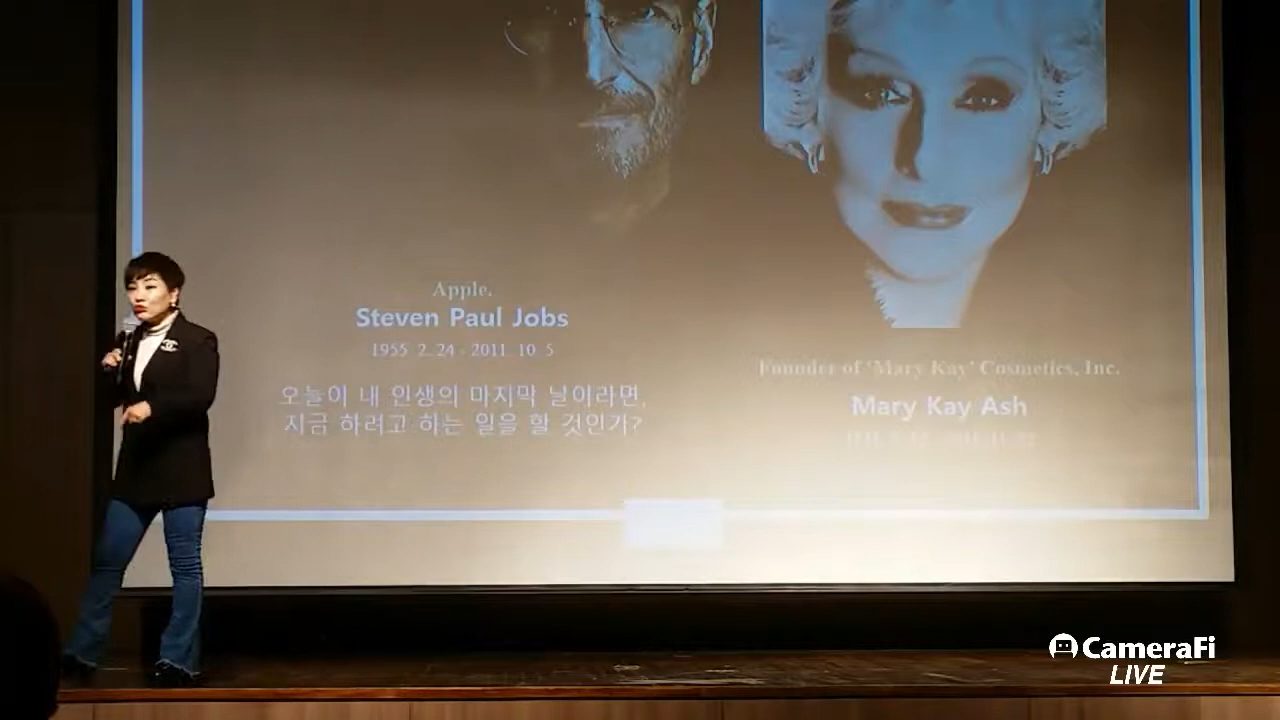 Apple.
Steven Paul Jobs
1955 2.24 - 2011. 10. 5
오늘이 내 인생의 마지막 날이라면,
지금 하려고 하는 일을 할 것인가?
Founder of 'Mary Kay' Cosmetics, Inc.
Mary Kay Ash
CameraFi
LIVE